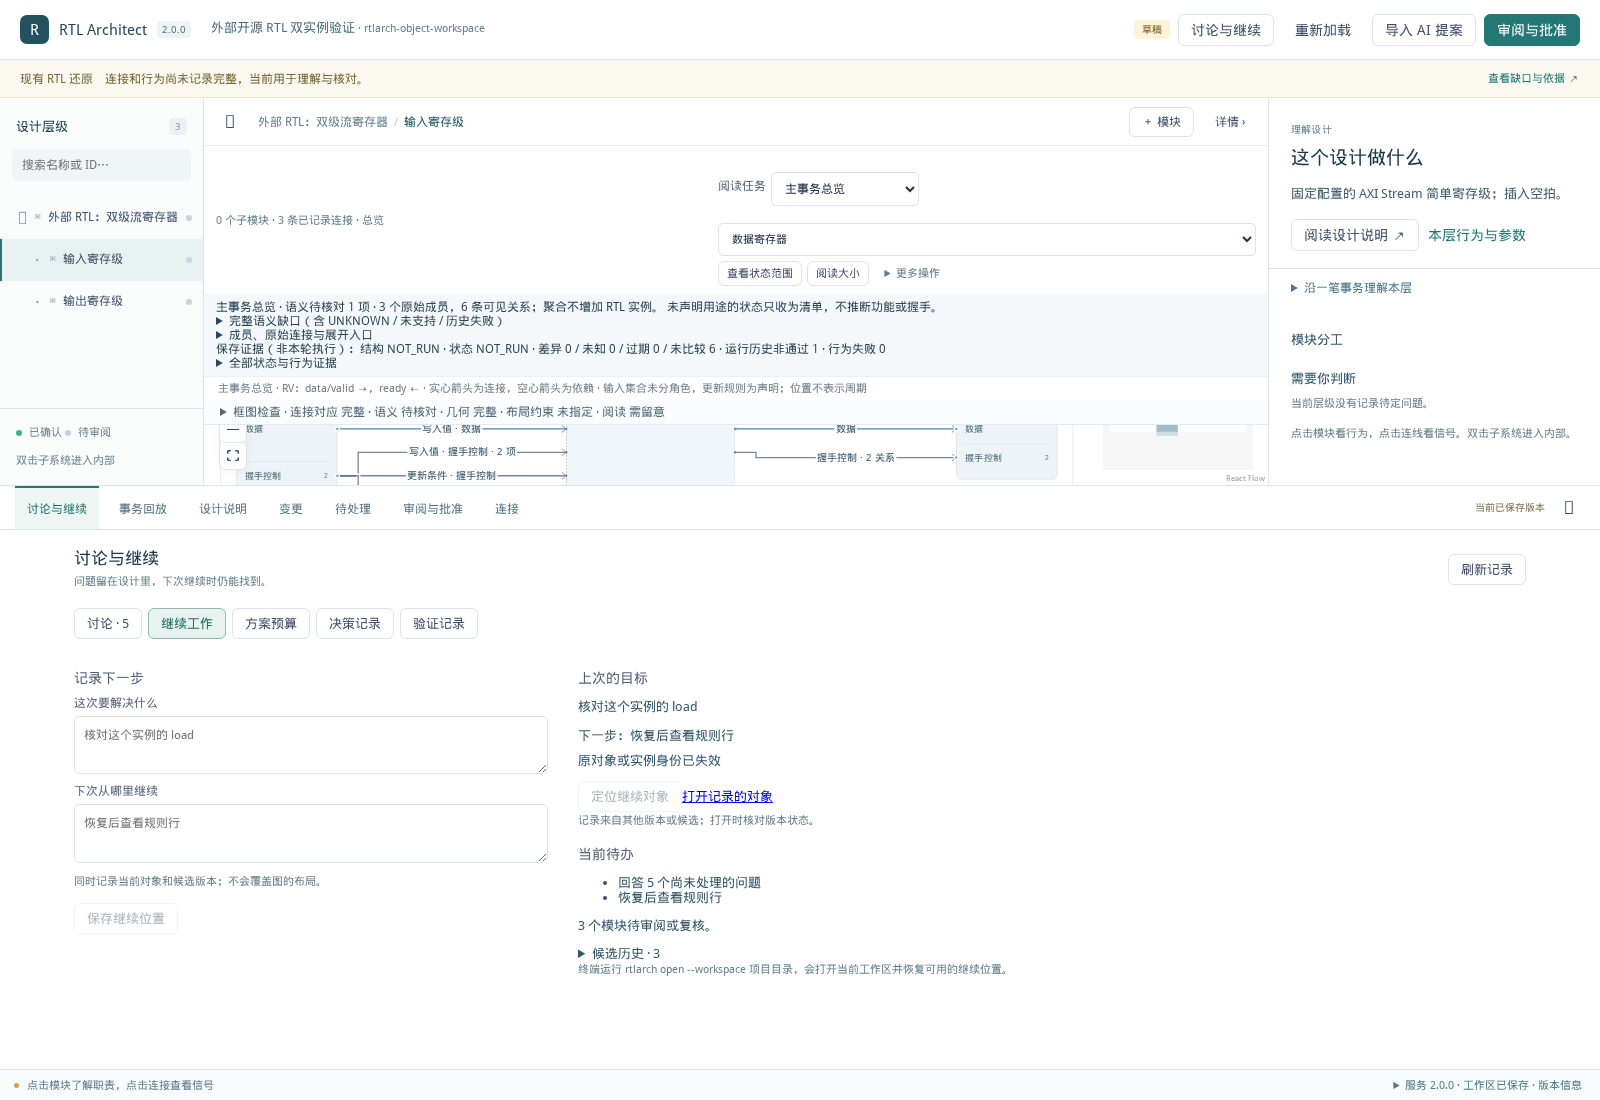 R RTL Architect 2.0.0 外部开源 RTL 双实例验证 · rtlarch-object-workspace 草稿 讨论与继续 重新加载 导入 AI 提案 审阅与批准
现有 RTL 还原 连接和行为尚未记录完整，当前用于理解与核对。 查看缺口与依据 ↗
设计层级 3
搜索名称或 ID…
外部 RTL：双级流寄存器
输入寄存级
输出寄存级
已确认 待审阅
双击子系统进入内部
外部 RTL：双级流寄存器 / 输入寄存级 ＋ 模块 详情 ›
0 个子模块 · 3 条已记录连接 · 总览
阅读任务 主事务总览
数据寄存器
查看状态范围 阅读大小 ▶ 更多操作
主事务总览 · 语义待核对 1 项 · 3 个原始成员，6 条可见关系；聚合不增加 RTL 实例。 未声明用途的状态只收为清单，不推断功能或握手。
▶ 完整语义缺口（含 UNKNOWN / 未支持 / 历史失败）
▶ 成员、原始连接与展开入口
保存证据（非本轮执行）：结构 NOT_RUN · 状态 NOT_RUN · 差异 0 / 未知 0 / 过期 0 / 未比较 6 · 运行历史非通过 1 · 行为失败 0
▶ 全部状态与行为证据
主事务总览 · RV: data/valid →，ready ← · 实心箭头为连接，空心箭头为依赖 · 输入集合未分角色，更新规则为声明；位置不表示周期
▶ 框图检查 · 连接对应 完整 · 语义 待核对 · 几何 完整 · 布局约束 未指定 · 阅读 需留意
数据 写入值 · 数据 数据 数据
写入值 · 握手控制 · 2 项 握手控制 · 2 关系 握手控制 2
握手控制 2 更新条件 · 握手控制
React Flow
理解设计
这个设计做什么
固定配置的 AXI Stream 简单寄存级；插入空拍。
阅读设计说明 ↗ 本层行为与参数
▶ 沿一笔事务理解本层
模块分工
需要你判断
当前层级没有记录待定问题。
点击模块看行为，点击连线看信号。双击子系统进入内部。
讨论与继续 事务回放 设计说明 变更 待处理 审阅与批准 连接 当前已保存版本
讨论与继续
问题留在设计里，下次继续时仍能找到。
刷新记录
讨论 · 5 继续工作 方案预算 决策记录 验证记录
记录下一步
这次要解决什么
核对这个实例的 load
下次从哪里继续
恢复后查看规则行
同时记录当前对象和候选版本；不会覆盖图的布局。
保存继续位置
上次的目标
核对这个实例的 load
下一步：恢复后查看规则行
原对象或实例身份已失效
定位继续对象 打开记录的对象
记录来自其他版本或候选；打开时核对版本状态。
当前待办
• 回答 5 个尚未处理的问题
• 恢复后查看规则行
3 个模块待审阅或复核。
▶ 候选历史 · 3
终端运行 rtlarch open --workspace 项目目录，会打开当前工作区并恢复可用的继续位置。
点击模块了解职责，点击连接查看信号 ▶ 服务 2.0.0 · 工作区已保存 · 版本信息